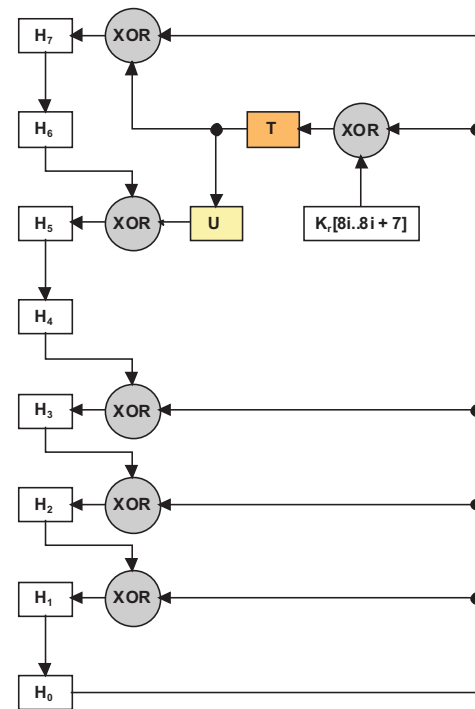 H₇ XOR
H₆ T XOR
H₅ XOR U Kᵣ[8i..8i + 7]
H₄
H₃ XOR
H₂ XOR
H₁ XOR
H₀